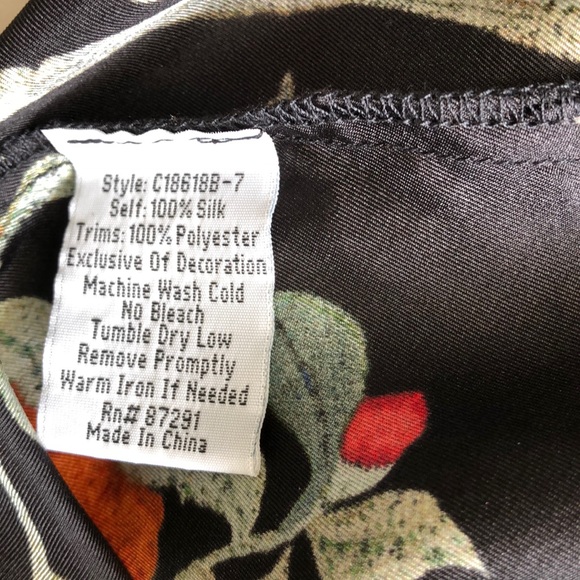 Style: C18618B-7
Self: 100% Silk
Trims: 100% Polyester
Exclusive Of Decoration
Machine Wash Cold
No Bleach
Tumble Dry Low
Remove Promptly
Warm Iron If Needed
Rn# 87291
Made In China